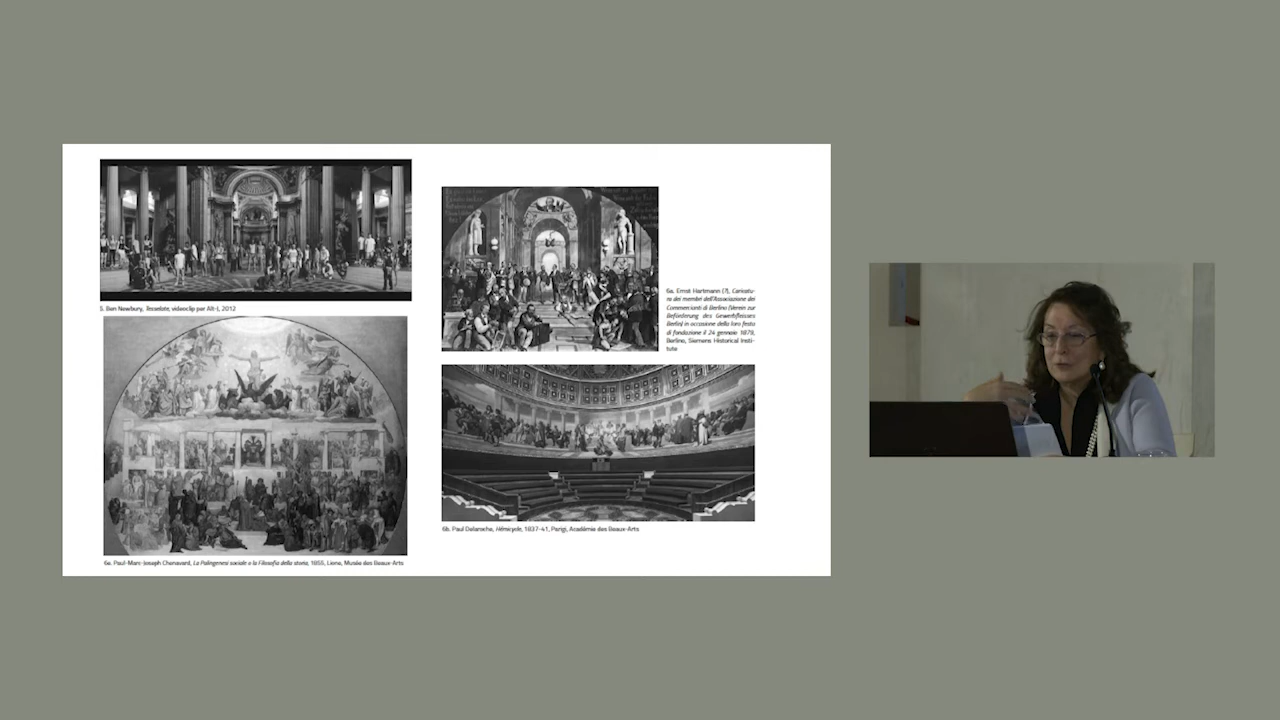 5. Ben Newbury, Tessellate, videoclip per Alt-J, 2012
6a. Ernst Hartmann (?), Caricatu-
ra dei membri dell'Associazione dei
Commercianti di Berlino (Verein zur
Beförderung des Gewerbfleisses
Berlin) in occasione della loro festa
di fondazione il 24 gennaio 1879,
Berlino, Siemens Historical Insti-
tute
6b. Paul Delaroche, Hémicycle, 1837-41, Parigi, Académie des Beaux-Arts
Paul-Marc-Joseph Chenavard, La Palingenesi sociale o la Filosofia della storia, 1855, Lione, Musée des Beaux-Arts